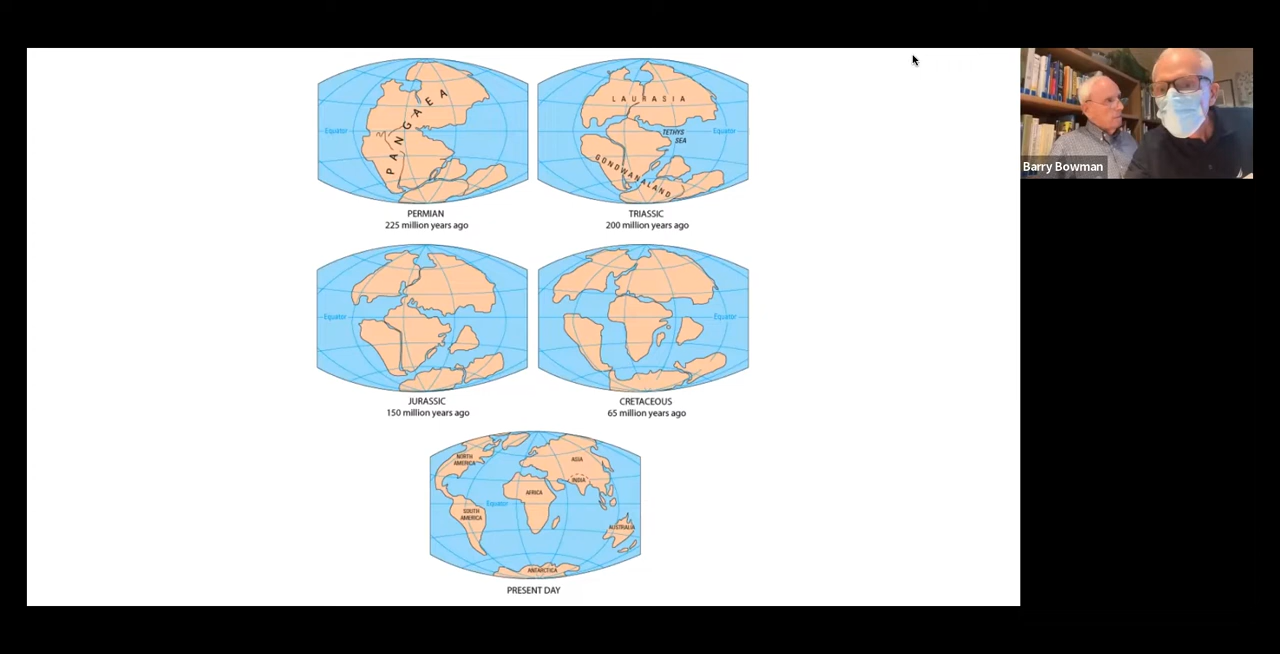 PANGAEA
Equator
PERMIAN
225 million years ago
LAURASIA
TETHYS
SEA
Equator
GONDWANALAND
TRIASSIC
200 million years ago
Barry Bowman
Equator
JURASSIC
150 million years ago
Equator
CRETACEOUS
65 million years ago
NORTH
AMERICA
ASIA
INDIA
AFRICA
Equator
SOUTH
AMERICA
AUSTRALIA
ANTARCTICA
PRESENT DAY